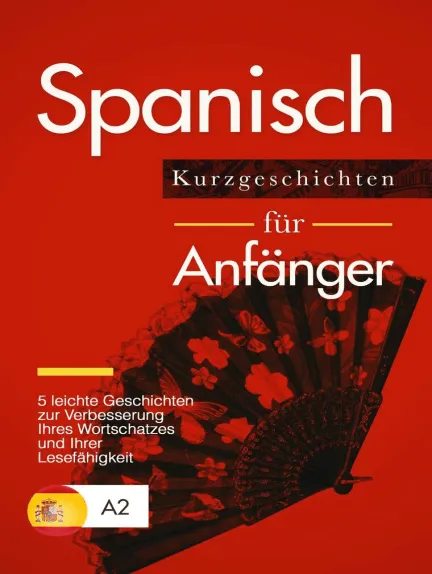 Spanisch
Kurzgeschichten
für
Anfänger
5 leichte Geschichten
zur Verbesserung
Ihres Wortschatzes
und Ihrer
Lesefähigkeit
A2